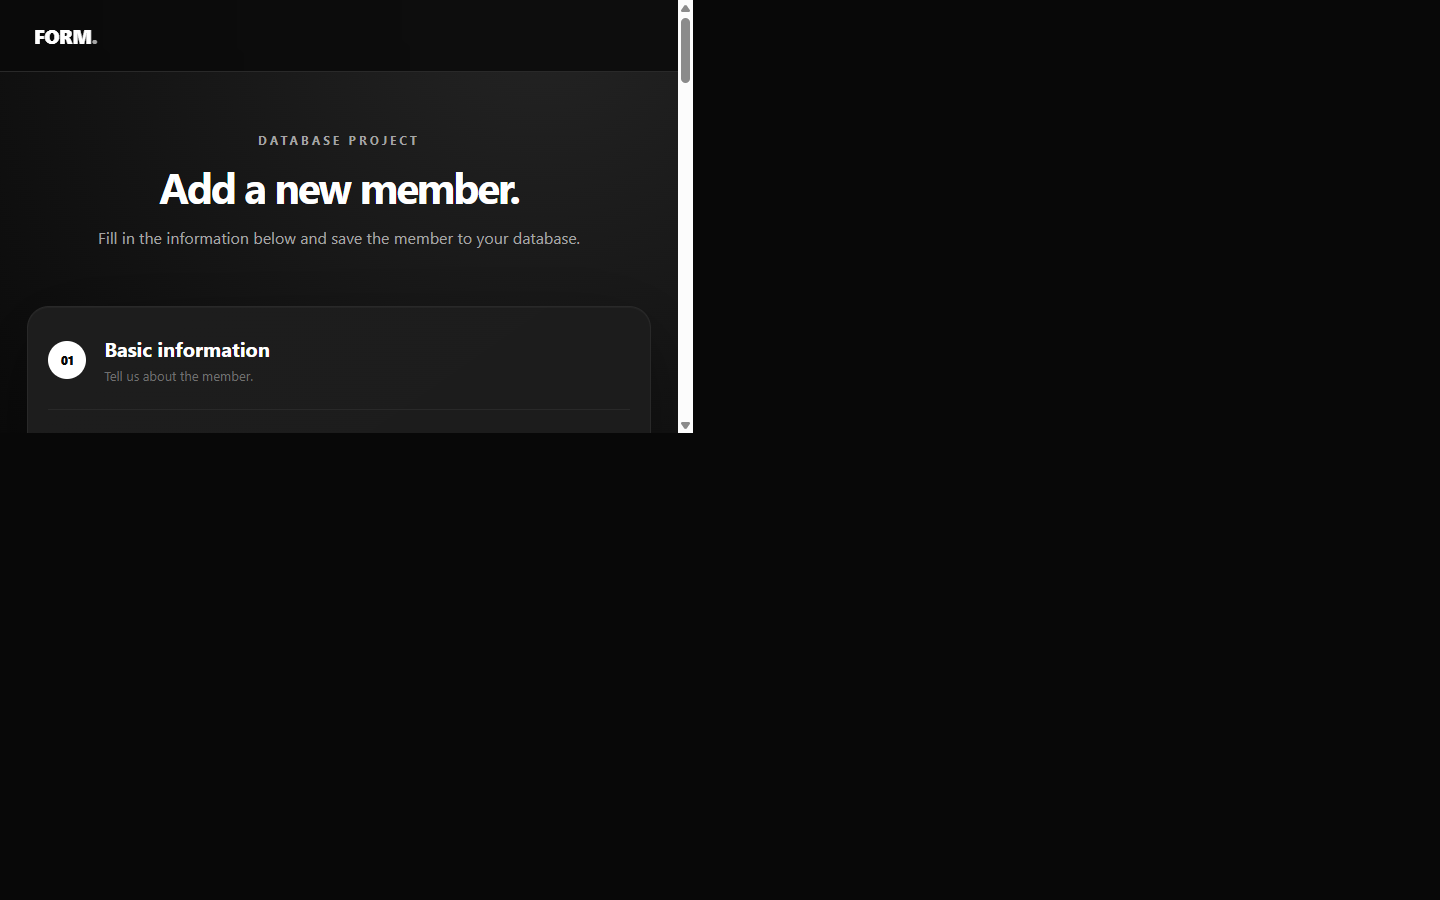 FORM.
DATABASE PROJECT
Add a new member.
Fill in the information below and save the member to your database.
01
Basic information
Tell us about the member.